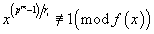 x^{(p^m−1)/r_i} ≢ 1(mod f(x))